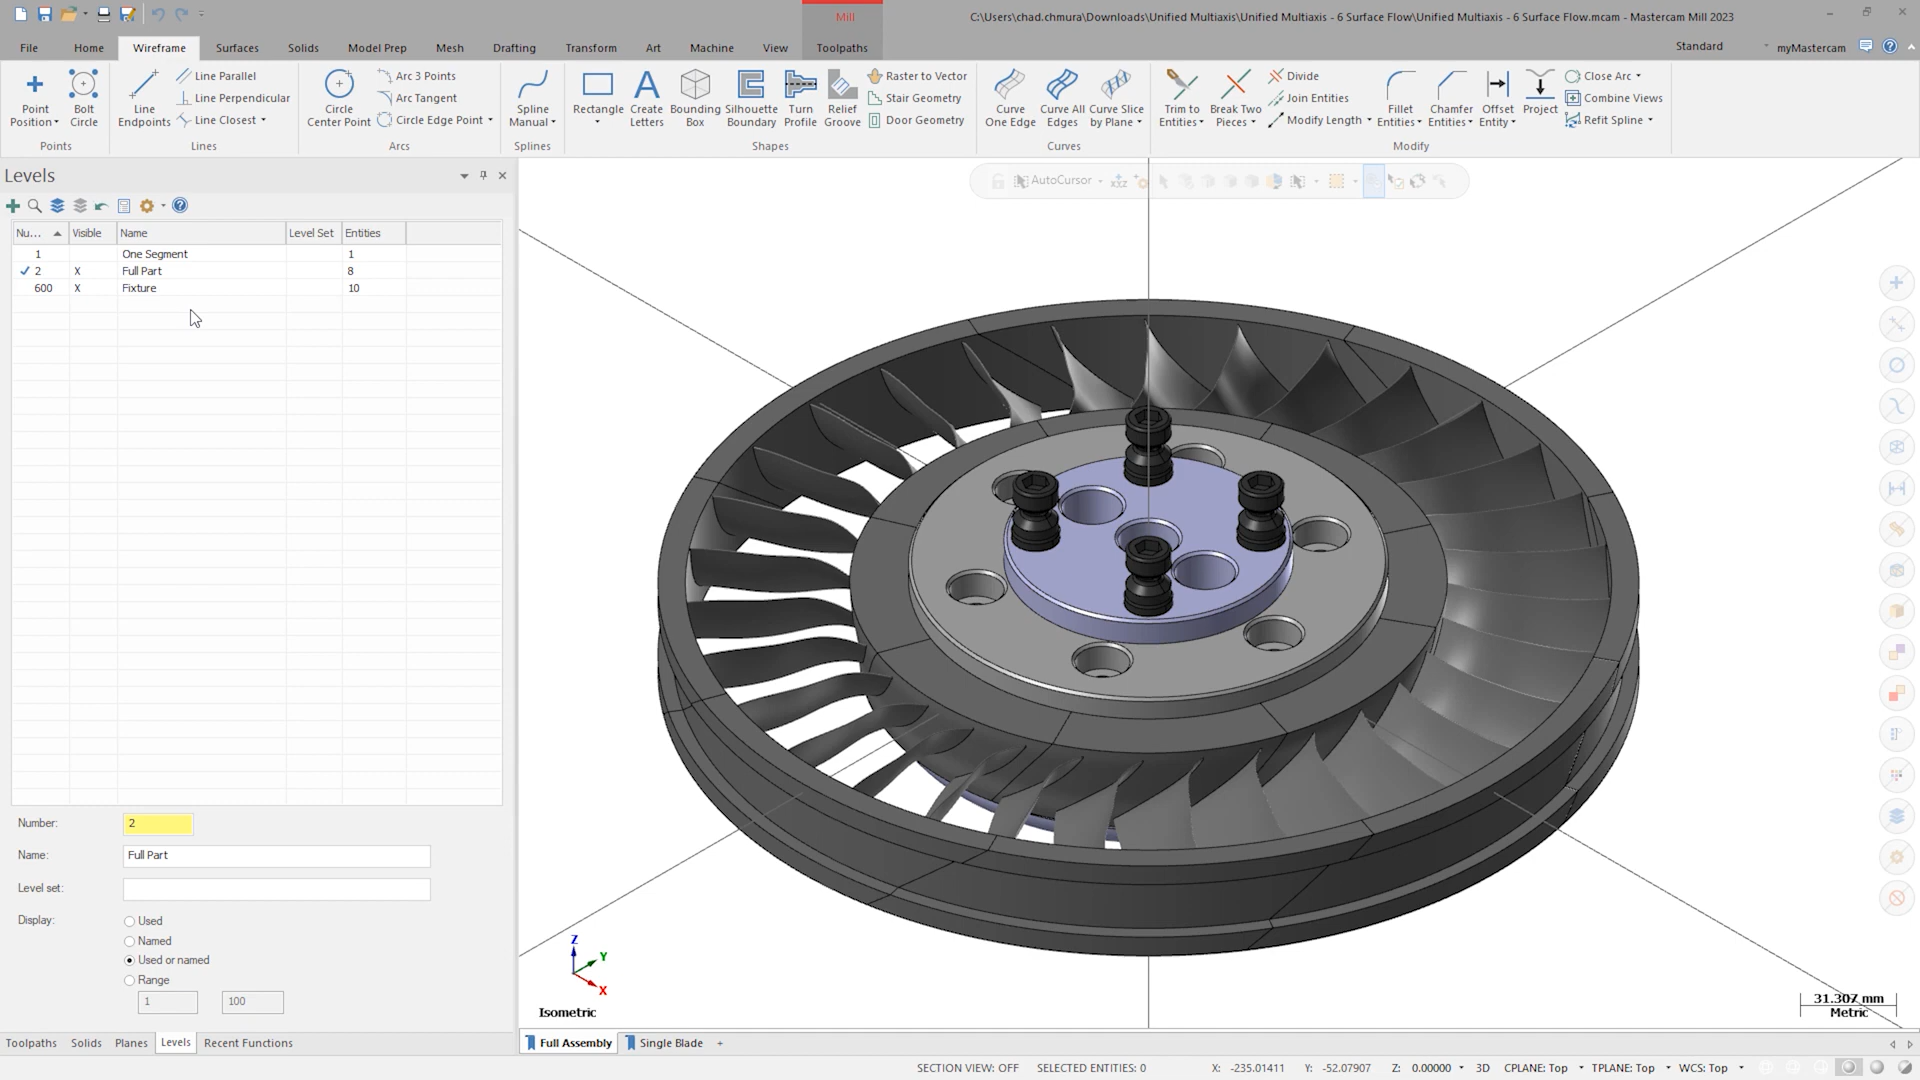 Mill
C:\Users\chad.chmura\Downloads\Unified Multiaxis\Unified Multiaxis - 6 Surface Flow\Unified Multiaxis - 6 Surface Flow.mcam - Mastercam Mill 2023
File Home Wireframe Surfaces Solids Model Prep Mesh Drafting Transform Art Machine View Toolpaths
Standard myMastercam
Point Position
Bolt Circle
Points
Line Endpoints
Line Parallel
Line Perpendicular
Line Closest
Lines
Circle Center Point
Arc 3 Points
Arc Tangent
Circle Edge Point
Arcs
Spline Manual
Splines
Rectangle
Create Letters
Bounding Box
Silhouette Boundary
Turn Profile
Relief Groove
Raster to Vector
Stair Geometry
Door Geometry
Shapes
Curve One Edge
Curve All Edges
Curve Slice by Plane
Curves
Trim to Entities
Break Two Pieces
Divide
Join Entities
Modify Length
Fillet Entities
Chamfer Entities
Offset Entity
Project
Close Arc
Combine Views
Refit Spline
Modify
Levels
AutoCursor
Nu... Visible Name Level Set Entities
1 One Segment 1
2 X Full Part 8
600 X Fixture 10
Number: 2
Name: Full Part
Level set:
Display: Used
Named
Used or named
Range
1 100
Z
Y
X
Isometric
31.307 mm
Metric
Toolpaths Solids Planes Levels Recent Functions
Full Assembly Single Blade +
SECTION VIEW: OFF SELECTED ENTITIES: 0 X: -235.01411 Y: -52.07907 Z: 0.00000 3D CPLANE: Top TPLANE: Top WCS: Top